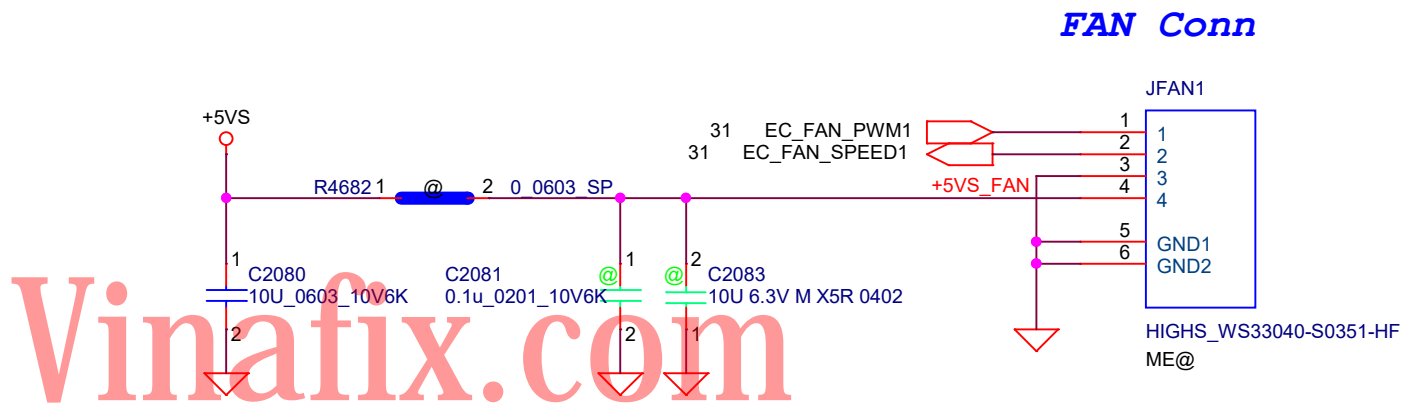 FAN Conn
JFAN1
+5VS
31 EC_FAN_PWM1
1 1
31 EC_FAN_SPEED1
2 2
3 3
+5VS_FAN
4 4
R4682 1 @ 2 0_0603_SP
5 GND1
6 GND2
1 C2080
10U_0603_10V6K
2
C2081 @ 1
0.1u_0201_10V6K
2
@ 2 C2083
10U 6.3V M X5R 0402
1
HIGHS_WS33040-S0351-HF
ME@
Vinafix.com